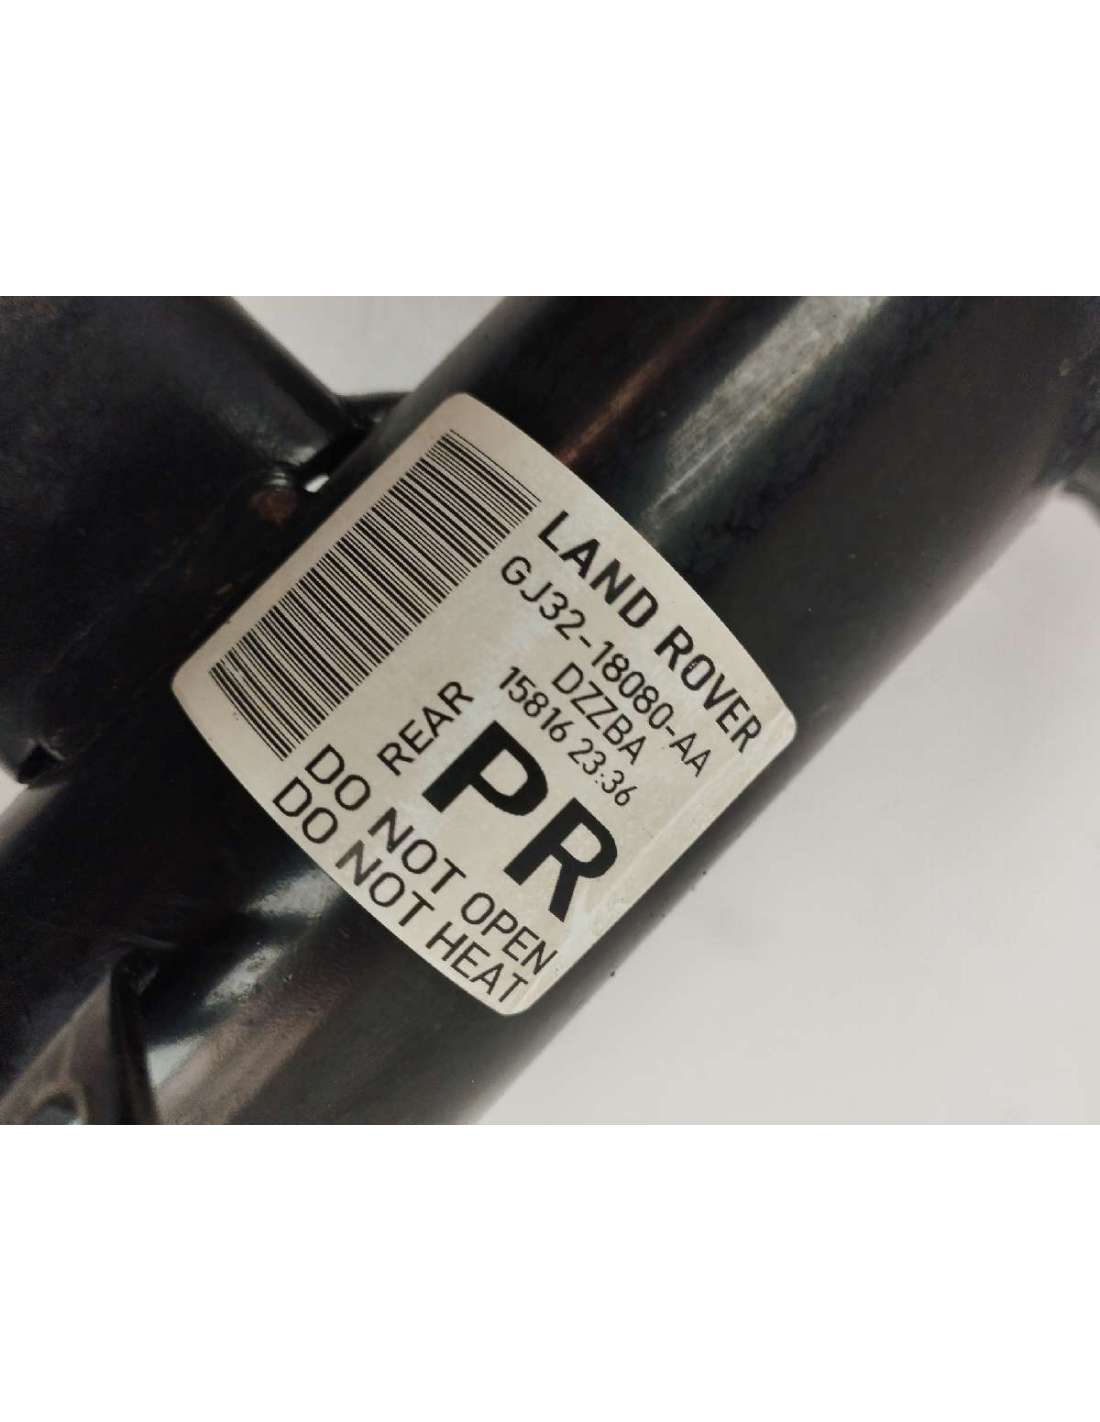 LAND ROVER
GJ32-18080-AA
DZZBA
15816 23:36
REAR
PR
DO NOT OPEN
DO NOT HEAT